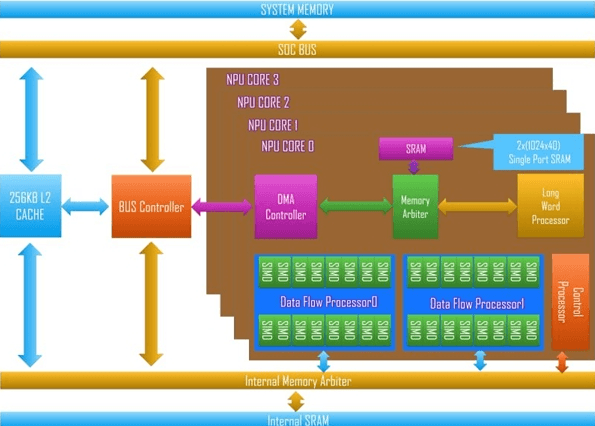 SYSTEM MEMORY
SOC BUS
NPU CORE 3
NPU CORE 2
NPU CORE 1
NPU CORE 0
SRAM
2x(1024x40)
Single Port SRAM
256KB L2
CACHE
BUS Controller
DMA
Controller
Memory
Arbiter
Long
Word
Processor
SIMD SIMD SIMD SIMD SIMD SIMD SIMD
Data Flow Processor0
SIMD SIMD SIMD SIMD SIMD SIMD SIMD
SIMD SIMD SIMD SIMD SIMD SIMD SIMD
Data Flow Processor1
SIMD SIMD SIMD SIMD SIMD SIMD SIMD
Control
Processor
Internal Memory Arbiter
Internal SRAM